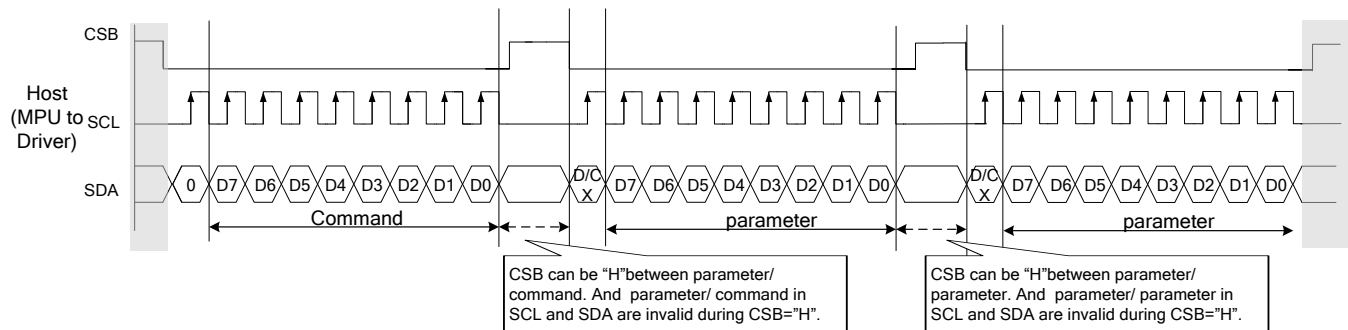 CSB
Host
(MPU to
Driver)
SCL
SDA
0 D7 D6 D5 D4 D3 D2 D1 D0 D/C X D7 D6 D5 D4 D3 D2 D1 D0 D/C X D7 D6 D5 D4 D3 D2 D1 D0
Command
parameter
parameter
CSB can be “H”between parameter/
command. And parameter/ command in
SCL and SDA are invalid during CSB="H”.
CSB can be “H”between parameter/
parameter. And parameter/ parameter in
SCL and SDA are invalid during CSB="H”.